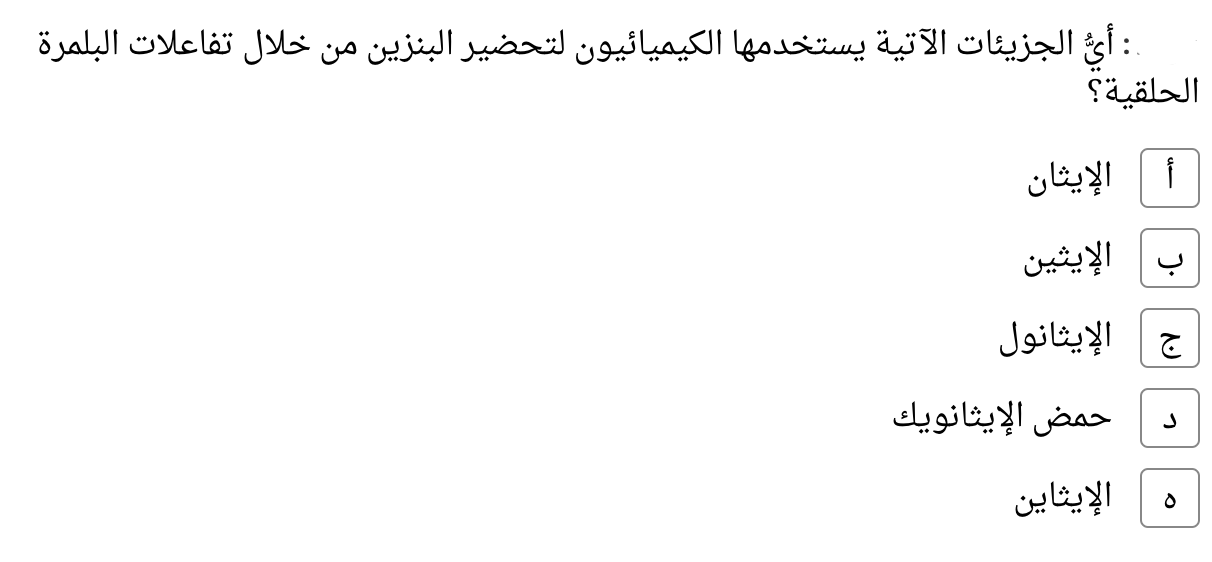 : أيُّ الجزيئات الآتية يستخدمها الكيميائيون لتحضير البنزين من خلال تفاعلات البلمرة
الحلقية؟
أ الإيثان
ب الإيثين
ج الإيثانول
د حمض الإيثانويك
ه الإيثاين